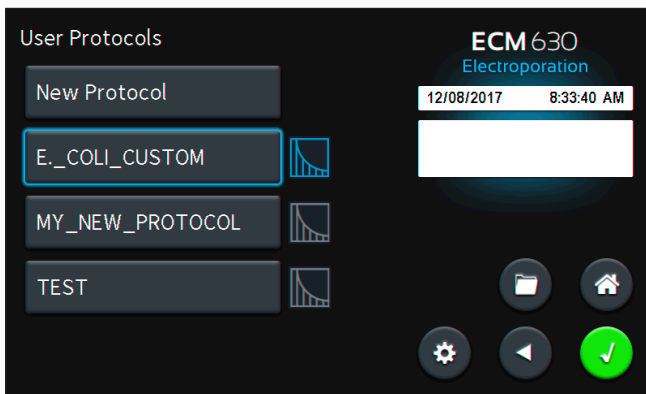 User Protocols
New Protocol
E._COLI_CUSTOM
MY_NEW_PROTOCOL
TEST
ECM 630
Electroporation
12/08/2017 8:33:40 AM